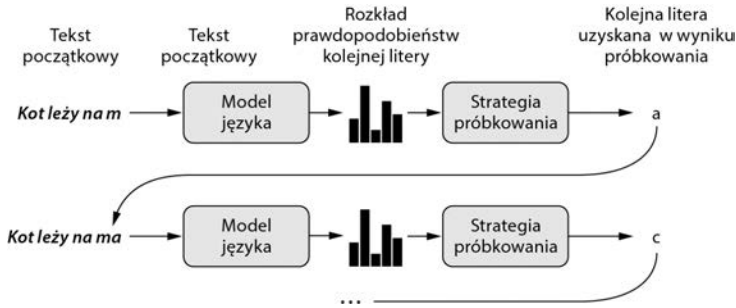 Tekst
początkowy
Tekst
początkowy
Rozkład
prawdopodobieństw
kolejnej litery
Kolejna litera
uzyskana w wyniku
próbkowania
Kot leży na m
Model
języka
Strategia
próbkowania
a
Kot leży na ma
Model
języka
Strategia
próbkowania
c
...